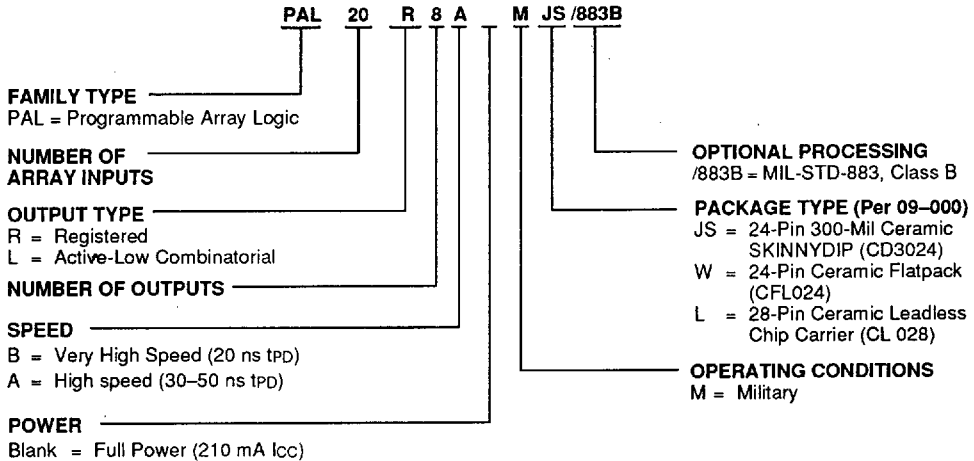 PAL 20 R 8 A M JS /883B
FAMILY TYPE
PAL = Programmable Array Logic
NUMBER OF
ARRAY INPUTS
OUTPUT TYPE
R = Registered
L = Active-Low Combinatorial
NUMBER OF OUTPUTS
SPEED
B = Very High Speed (20 ns tPD)
A = High speed (30–50 ns tPD)
POWER
Blank = Full Power (210 mA ICC)
OPTIONAL PROCESSING
/883B = MIL-STD-883, Class B
PACKAGE TYPE (Per 09–000)
JS = 24-Pin 300-Mil Ceramic
SKINNYDIP (CD3024)
W = 24-Pin Ceramic Flatpack
(CFL024)
L = 28-Pin Ceramic Leadless
Chip Carrier (CL 028)
OPERATING CONDITIONS
M = Military